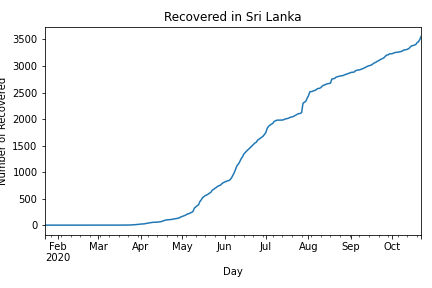 Recovered in Sri Lanka
Number of Recovered
3500
3000
2500
2000
1500
1000
500
0
Feb Mar Apr May Jun Jul Aug Sep Oct
2020
Day